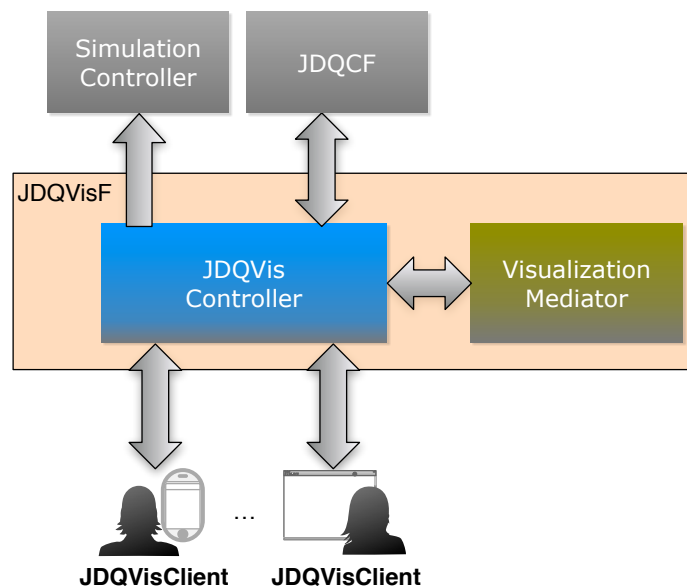 Simulation
Controller
JDQCF
JDQVisF
JDQVis
Controller
Visualization
Mediator
...
JDQVisClient
JDQVisClient